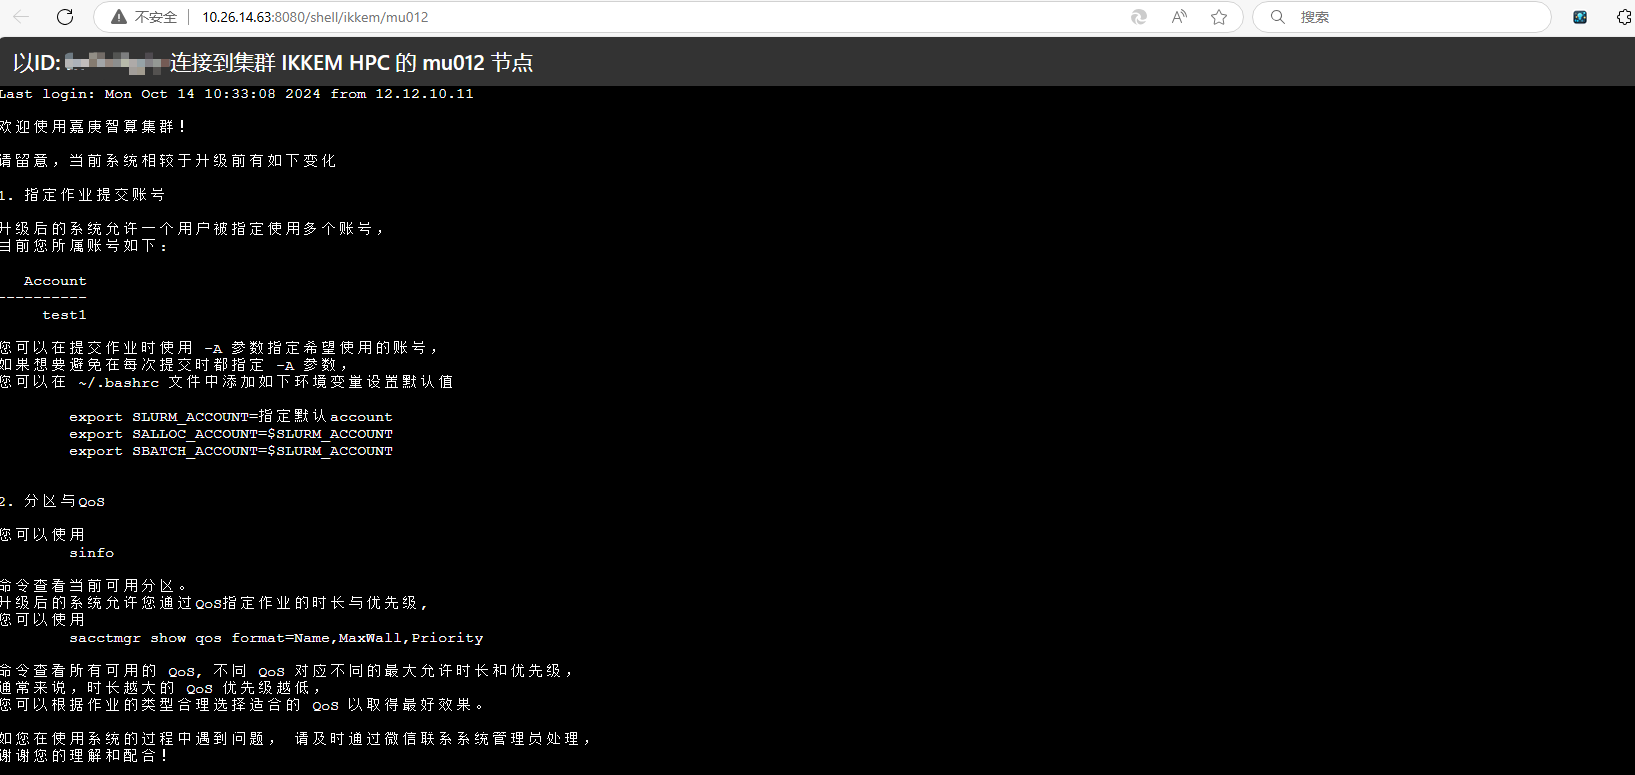 不安全 10.26.14.63:8080/shell/ikkem/mu012 搜索
以ID: 连接到集群 IKKEM HPC 的 mu012 节点
Last login: Mon Oct 14 10:33:08 2024 from 12.12.10.11
欢迎使用嘉庚智算集群！
请留意，当前系统相较于升级前有如下变化
1. 指定作业提交账号
升级后的系统允许一个用户被指定使用多个账号，
当前您所属账号如下：
Account
----------
test1
您可以在提交作业时使用 -A 参数指定希望使用的账号，
如果想要避免在每次提交时都指定 -A 参数，
您可以在 ~/.bashrc 文件中添加如下环境变量设置默认值
export SLURM_ACCOUNT=指定默认account
export SALLOC_ACCOUNT=$SLURM_ACCOUNT
export SBATCH_ACCOUNT=$SLURM_ACCOUNT
2. 分区与QoS
您可以使用
sinfo
命令查看当前可用分区。
升级后的系统允许您通过QoS指定作业的时长与优先级,
您可以使用
sacctmgr show qos format=Name,MaxWall,Priority
命令查看所有可用的 QoS, 不同 QoS 对应不同的最大允许时长和优先级，
通常来说，时长越大的 QoS 优先级越低，
您可以根据作业的类型合理选择适合的 QoS 以取得最好效果。
如您在使用系统的过程中遇到问题， 请及时通过微信联系系统管理员处理，
谢谢您的理解和配合！